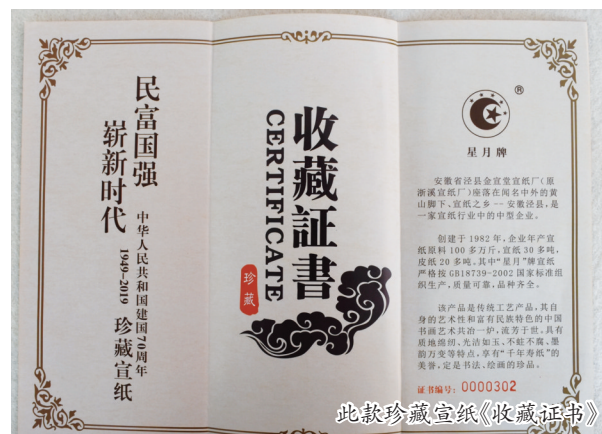 民富国强
崭新时代
中华人民共和国建国70周年
1949-2019
珍藏宣纸
收藏証書
CERTIFICATE
珍藏
®
星月牌
安徽省泾县金宣堂宣纸厂(原
浙溪宣纸厂)座落在闻名中外的黄
山脚下、宣纸之乡--安徽泾县,是
一家宣纸行业中的中型企业。
创建于1982年,企业年产宣
纸原料100多万斤,宣纸30多吨,
皮纸20多吨。其中“星月”牌宣纸
严格按GB18739-2002国家标准组
织生产,质量可靠,品种齐全。
该产品是传统工艺产品,其自
身的艺术性和富有民族特色的中国
书画艺术共冶一炉,流芳于世,具有
质地绵纫、光洁如玉、不蛀不腐、墨
韵万变等特点,享有“千年寿纸”的
美誉,定是书法、绘画的珍品。
证书编号:0000302
此款珍藏宣纸《收藏证书》